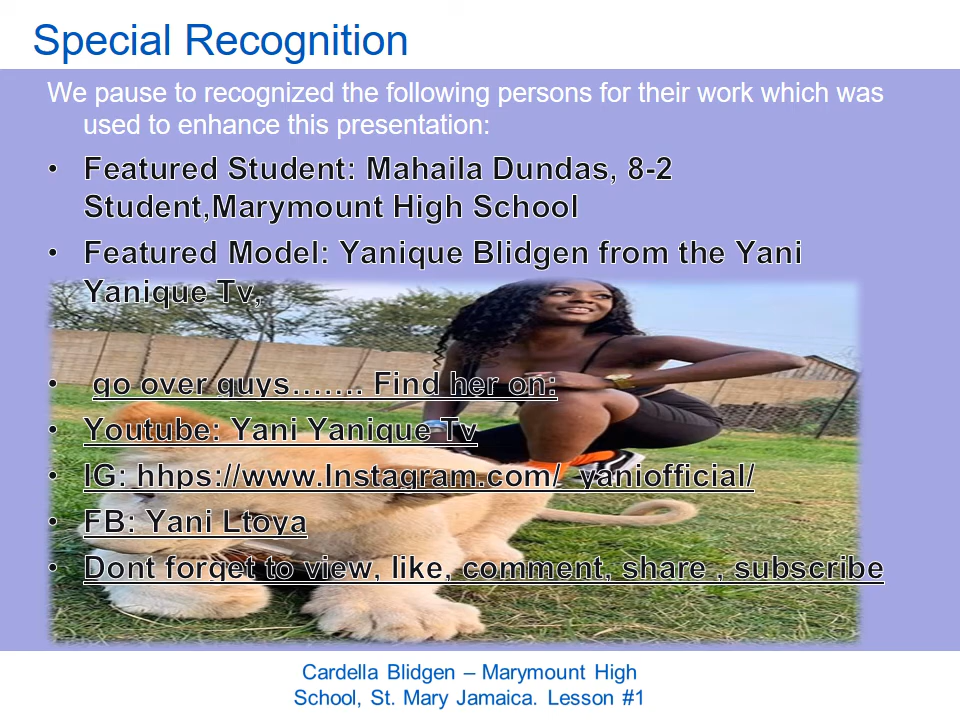 Special Recognition
We pause to recognized the following persons for their work which was
used to enhance this presentation:
• Featured Student: Mahaila Dundas, 8-2
Student,Marymount High School
• Featured Model: Yanique Blidgen from the Yani
Yanique Tv,
• go over guys……. Find her on:
• Youtube: Yani Yanique Tv
• IG: hhps://www.Instagram.com/_yaniofficial/
• FB: Yani Ltoya
• Dont forget to view, like, comment, share , subscribe
Cardella Blidgen – Marymount High
School, St. Mary Jamaica. Lesson #1